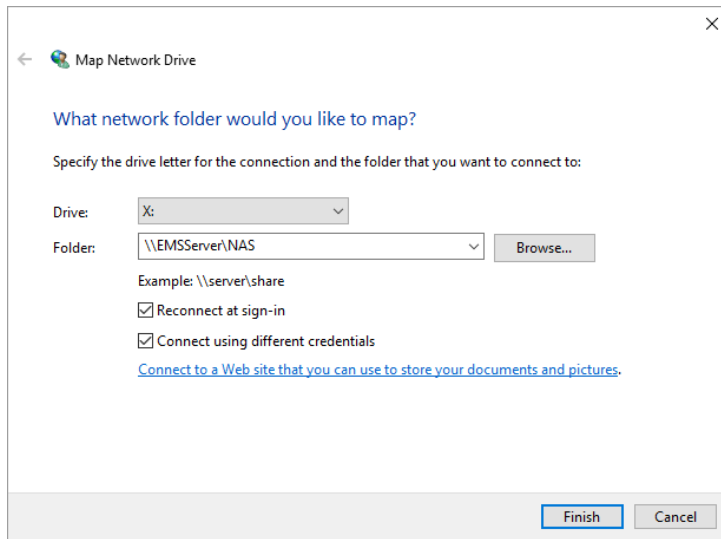 Map Network Drive
What network folder would you like to map?
Specify the drive letter for the connection and the folder that you want to connect to:
Drive: X:
Folder: \\EMSServer\NAS Browse...
Example: \\server\share
Reconnect at sign-in
Connect using different credentials
Connect to a Web site that you can use to store your documents and pictures.
Finish Cancel